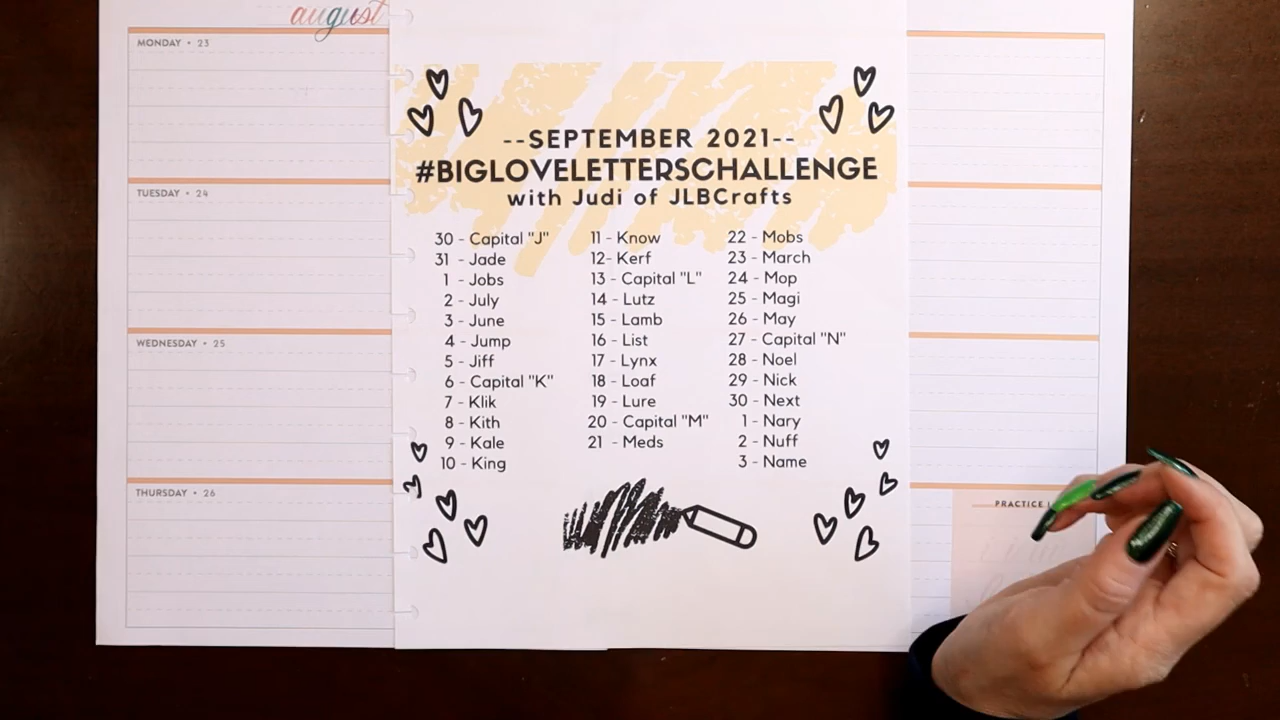 august
MONDAY • 23
TUESDAY • 24
WEDNESDAY • 25
THURSDAY • 26
--SEPTEMBER 2021--
#BIGLOVELETTERSCHALLENGE
with Judi of JLBCrafts
30 - Capital "J"
31 - Jade
1 - Jobs
2 - July
3 - June
4 - Jump
5 - Jiff
6 - Capital "K"
7 - Klik
8 - Kith
9 - Kale
10 - King
11 - Know
12- Kerf
13 - Capital "L"
14 - Lutz
15 - Lamb
16 - List
17 - Lynx
18 - Loaf
19 - Lure
20 - Capital "M"
21 - Meds
22 - Mobs
23 - March
24 - Mop
25 - Magi
26 - May
27 - Capital "N"
28 - Noel
29 - Nick
30 - Next
1 - Nary
2 - Nuff
3 - Name
PRACTICE